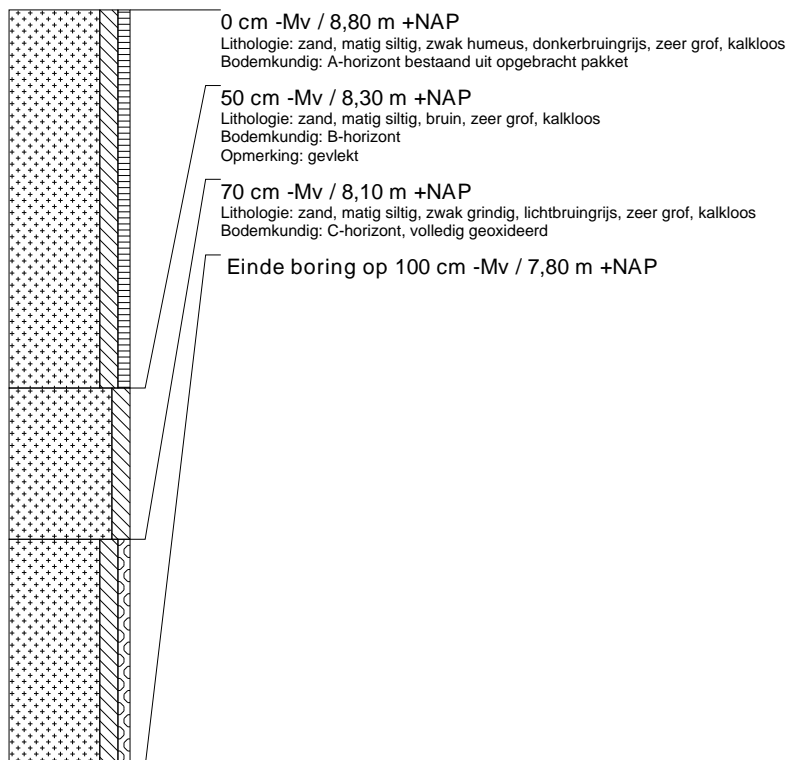 0 cm -Mv / 8,80 m +NAP
Lithologie: zand, matig siltig, zwak humeus, donkerbruingrijs, zeer grof, kalkloos
Bodemkundig: A-horizont bestaand uit opgebracht pakket
50 cm -Mv / 8,30 m +NAP
Lithologie: zand, matig siltig, bruin, zeer grof, kalkloos
Bodemkundig: B-horizont
Opmerking: gevlekt
70 cm -Mv / 8,10 m +NAP
Lithologie: zand, matig siltig, zwak grindig, lichtbruingrijs, zeer grof, kalkloos
Bodemkundig: C-horizont, volledig geoxideerd
Einde boring op 100 cm -Mv / 7,80 m +NAP